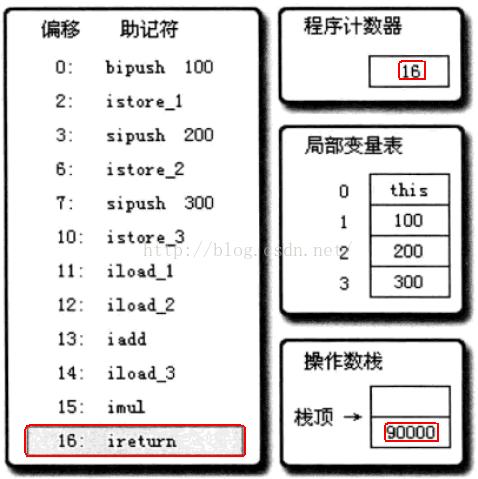 偏移 助记符
0: bipush 100
2: istore_1
3: sipush 200
6: istore_2
7: sipush 300
10: istore_3
11: iload_1
12: iload_2
13: iadd
14: iload_3
15: imul
16: ireturn
程序计数器
16
局部变量表
0 this
1 100
2 200
3 300
操作数栈
栈顶 →
90000
http://blog.csdn.net/